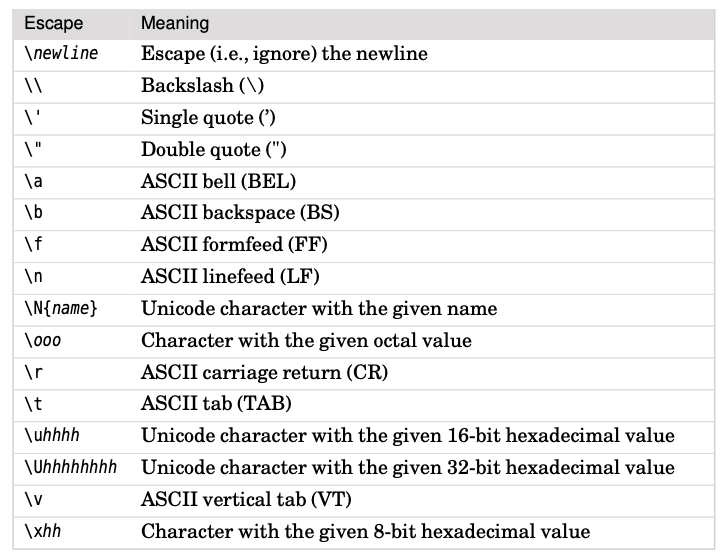 Escape Meaning
\newline Escape (i.e., ignore) the newline
\\ Backslash (\)
\' Single quote (’)
\" Double quote (")
\a ASCII bell (BEL)
\b ASCII backspace (BS)
\f ASCII formfeed (FF)
\n ASCII linefeed (LF)
\N{name} Unicode character with the given name
\ooo Character with the given octal value
\r ASCII carriage return (CR)
\t ASCII tab (TAB)
\uhhhh Unicode character with the given 16-bit hexadecimal value
\Uhhhhhhhh Unicode character with the given 32-bit hexadecimal value
\v ASCII vertical tab (VT)
\xhh Character with the given 8-bit hexadecimal value